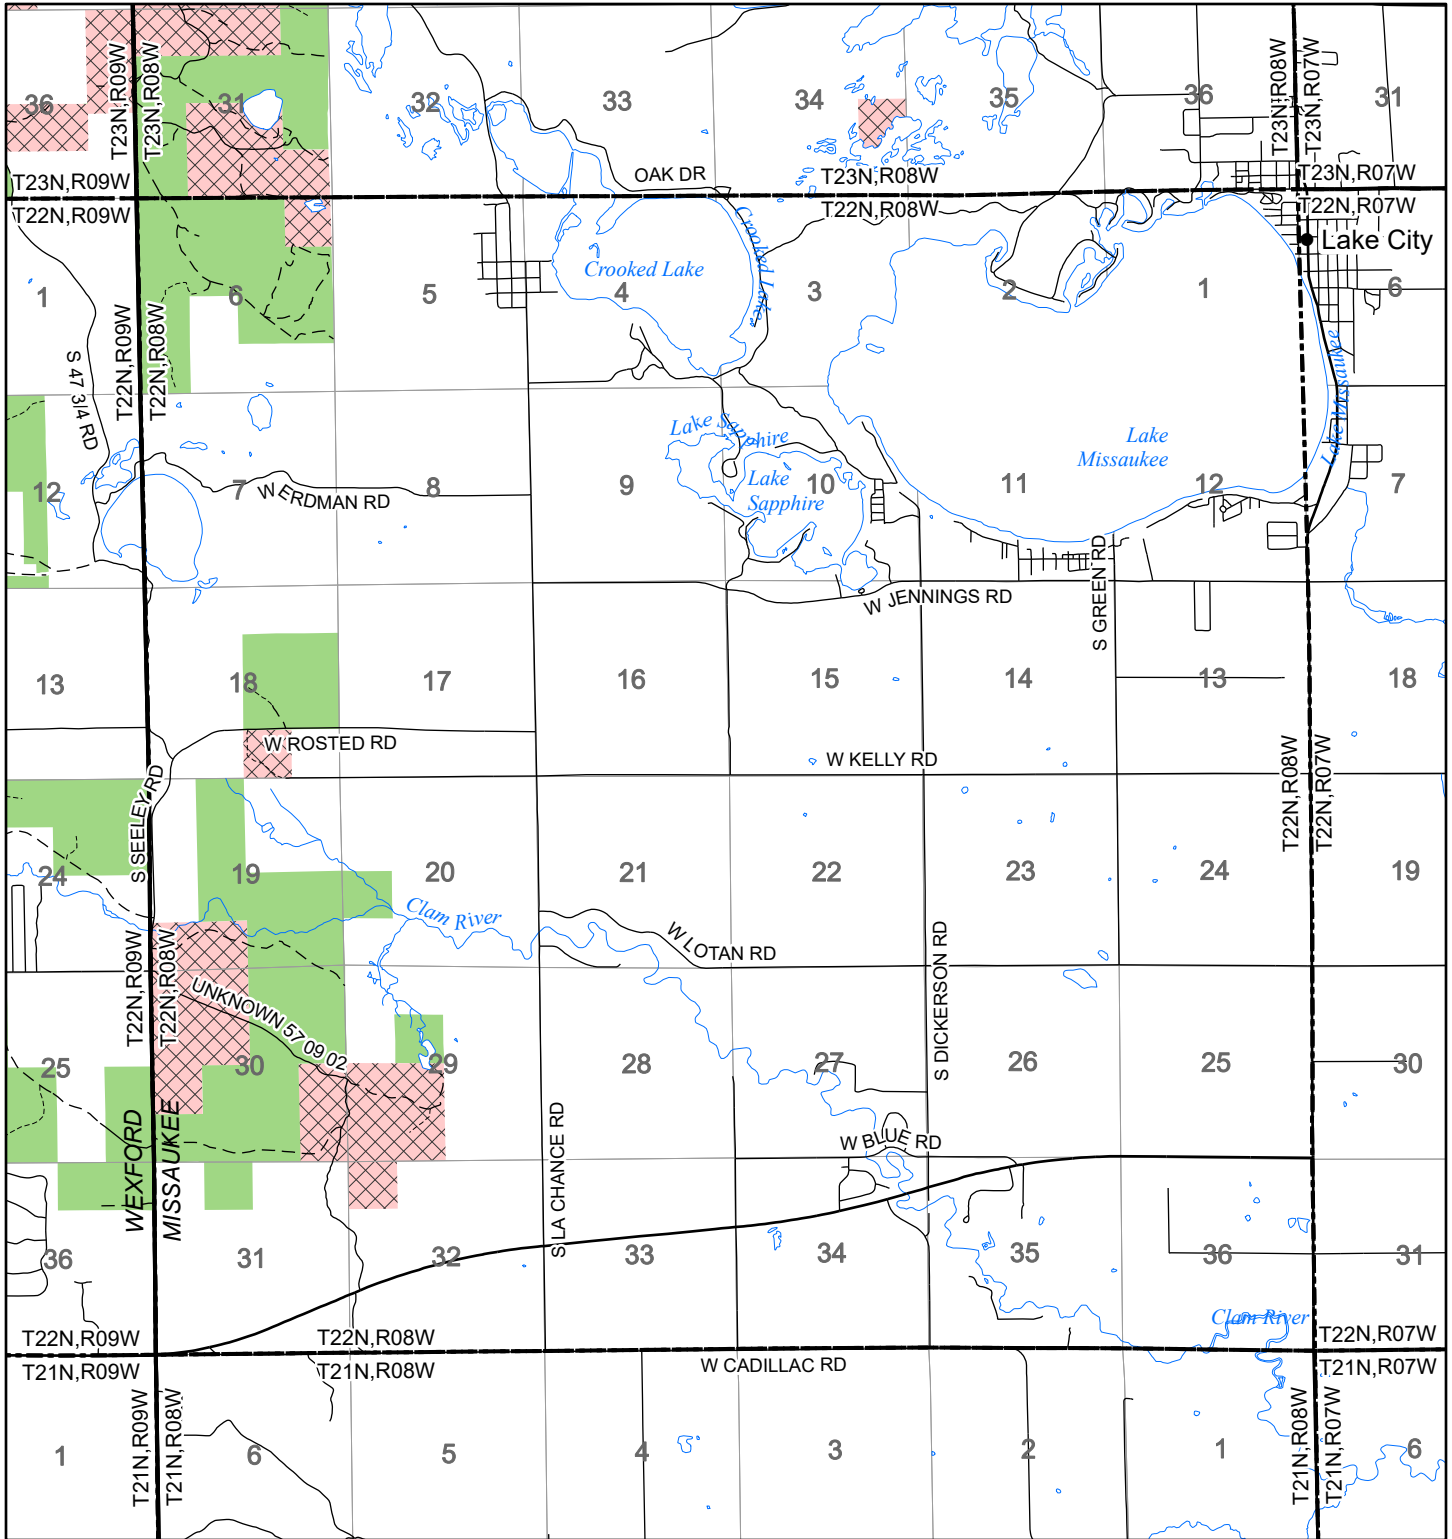 36
T23N,R09W
T23N,R08W
31
32
33
34
35
36
T23N,R08W
T23N,R07W
31
T23N,R09W
OAK DR
T23N,R08W
T23N,R07W
T22N,R09W
T22N,R08W
T22N,R07W
Lake City
1
T22N,R09W
T22N,R08W
6
5
Crooked Lake
4
Crooked Lake
3
2
1
6
S 47 3/4 RD
Lake Missaukee
Lake Sapphire
Lake
Missaukee
12
7
W ERDMAN RD
8
9
Lake
Sapphire
10
11
12
7
W JENNINGS RD
S GREEN RD
13
18
17
16
15
14
13
18
W ROSTED RD
W KELLY RD
T22N,R08W
T22N,R07W
S SEELEY RD
24
19
20
21
22
23
24
19
Clam River
W LOTAN RD
S DICKERSON RD
T22N,R09W
T22N,R08W
UNKNOWN 57 09 02
25
30
29
28
27
26
25
30
WEXFORD
MISSAUKEE
S LA CHANCE RD
W BLUE RD
36
31
32
33
34
35
36
31
Clam River
T22N,R09W
T22N,R08W
T22N,R07W
T21N,R09W
T21N,R08W
W CADILLAC RD
T21N,R07W
T21N,R09W
T21N,R08W
T21N,R08W
T21N,R07W
1
6
5
4
3
2
1
6